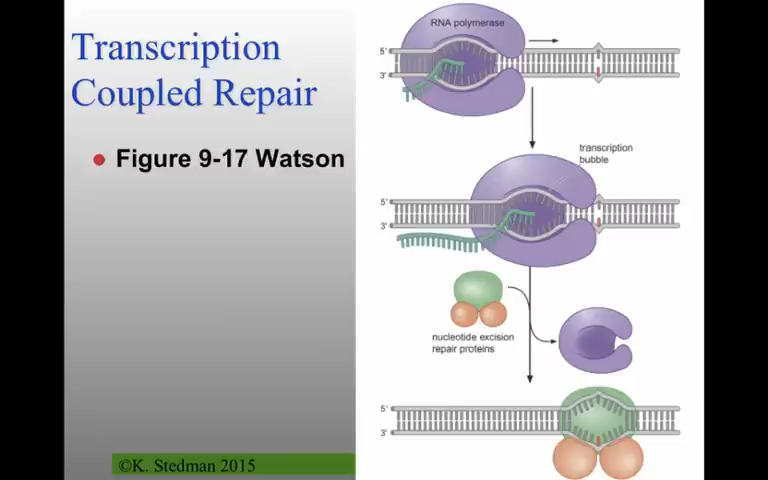 Transcription
Coupled Repair
• Figure 9-17 Watson
RNA polymerase
5'
3'
transcription
bubble
5'
3'
nucleotide excision
repair proteins
5'
3'
©K. Stedman 2015